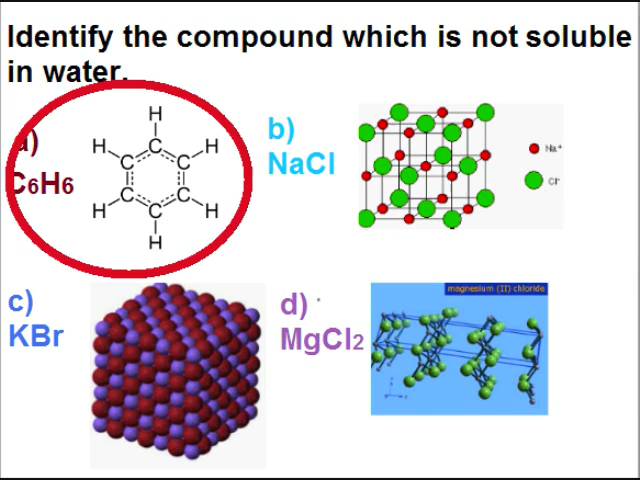 Identify the compound which is not soluble
in water.
a)
C6H6
H
H C C H
C C
H C C H
H
b)
NaCl
Na+
Cl-
c)
KBr
d)
MgCl2
magnesium (II) chloride